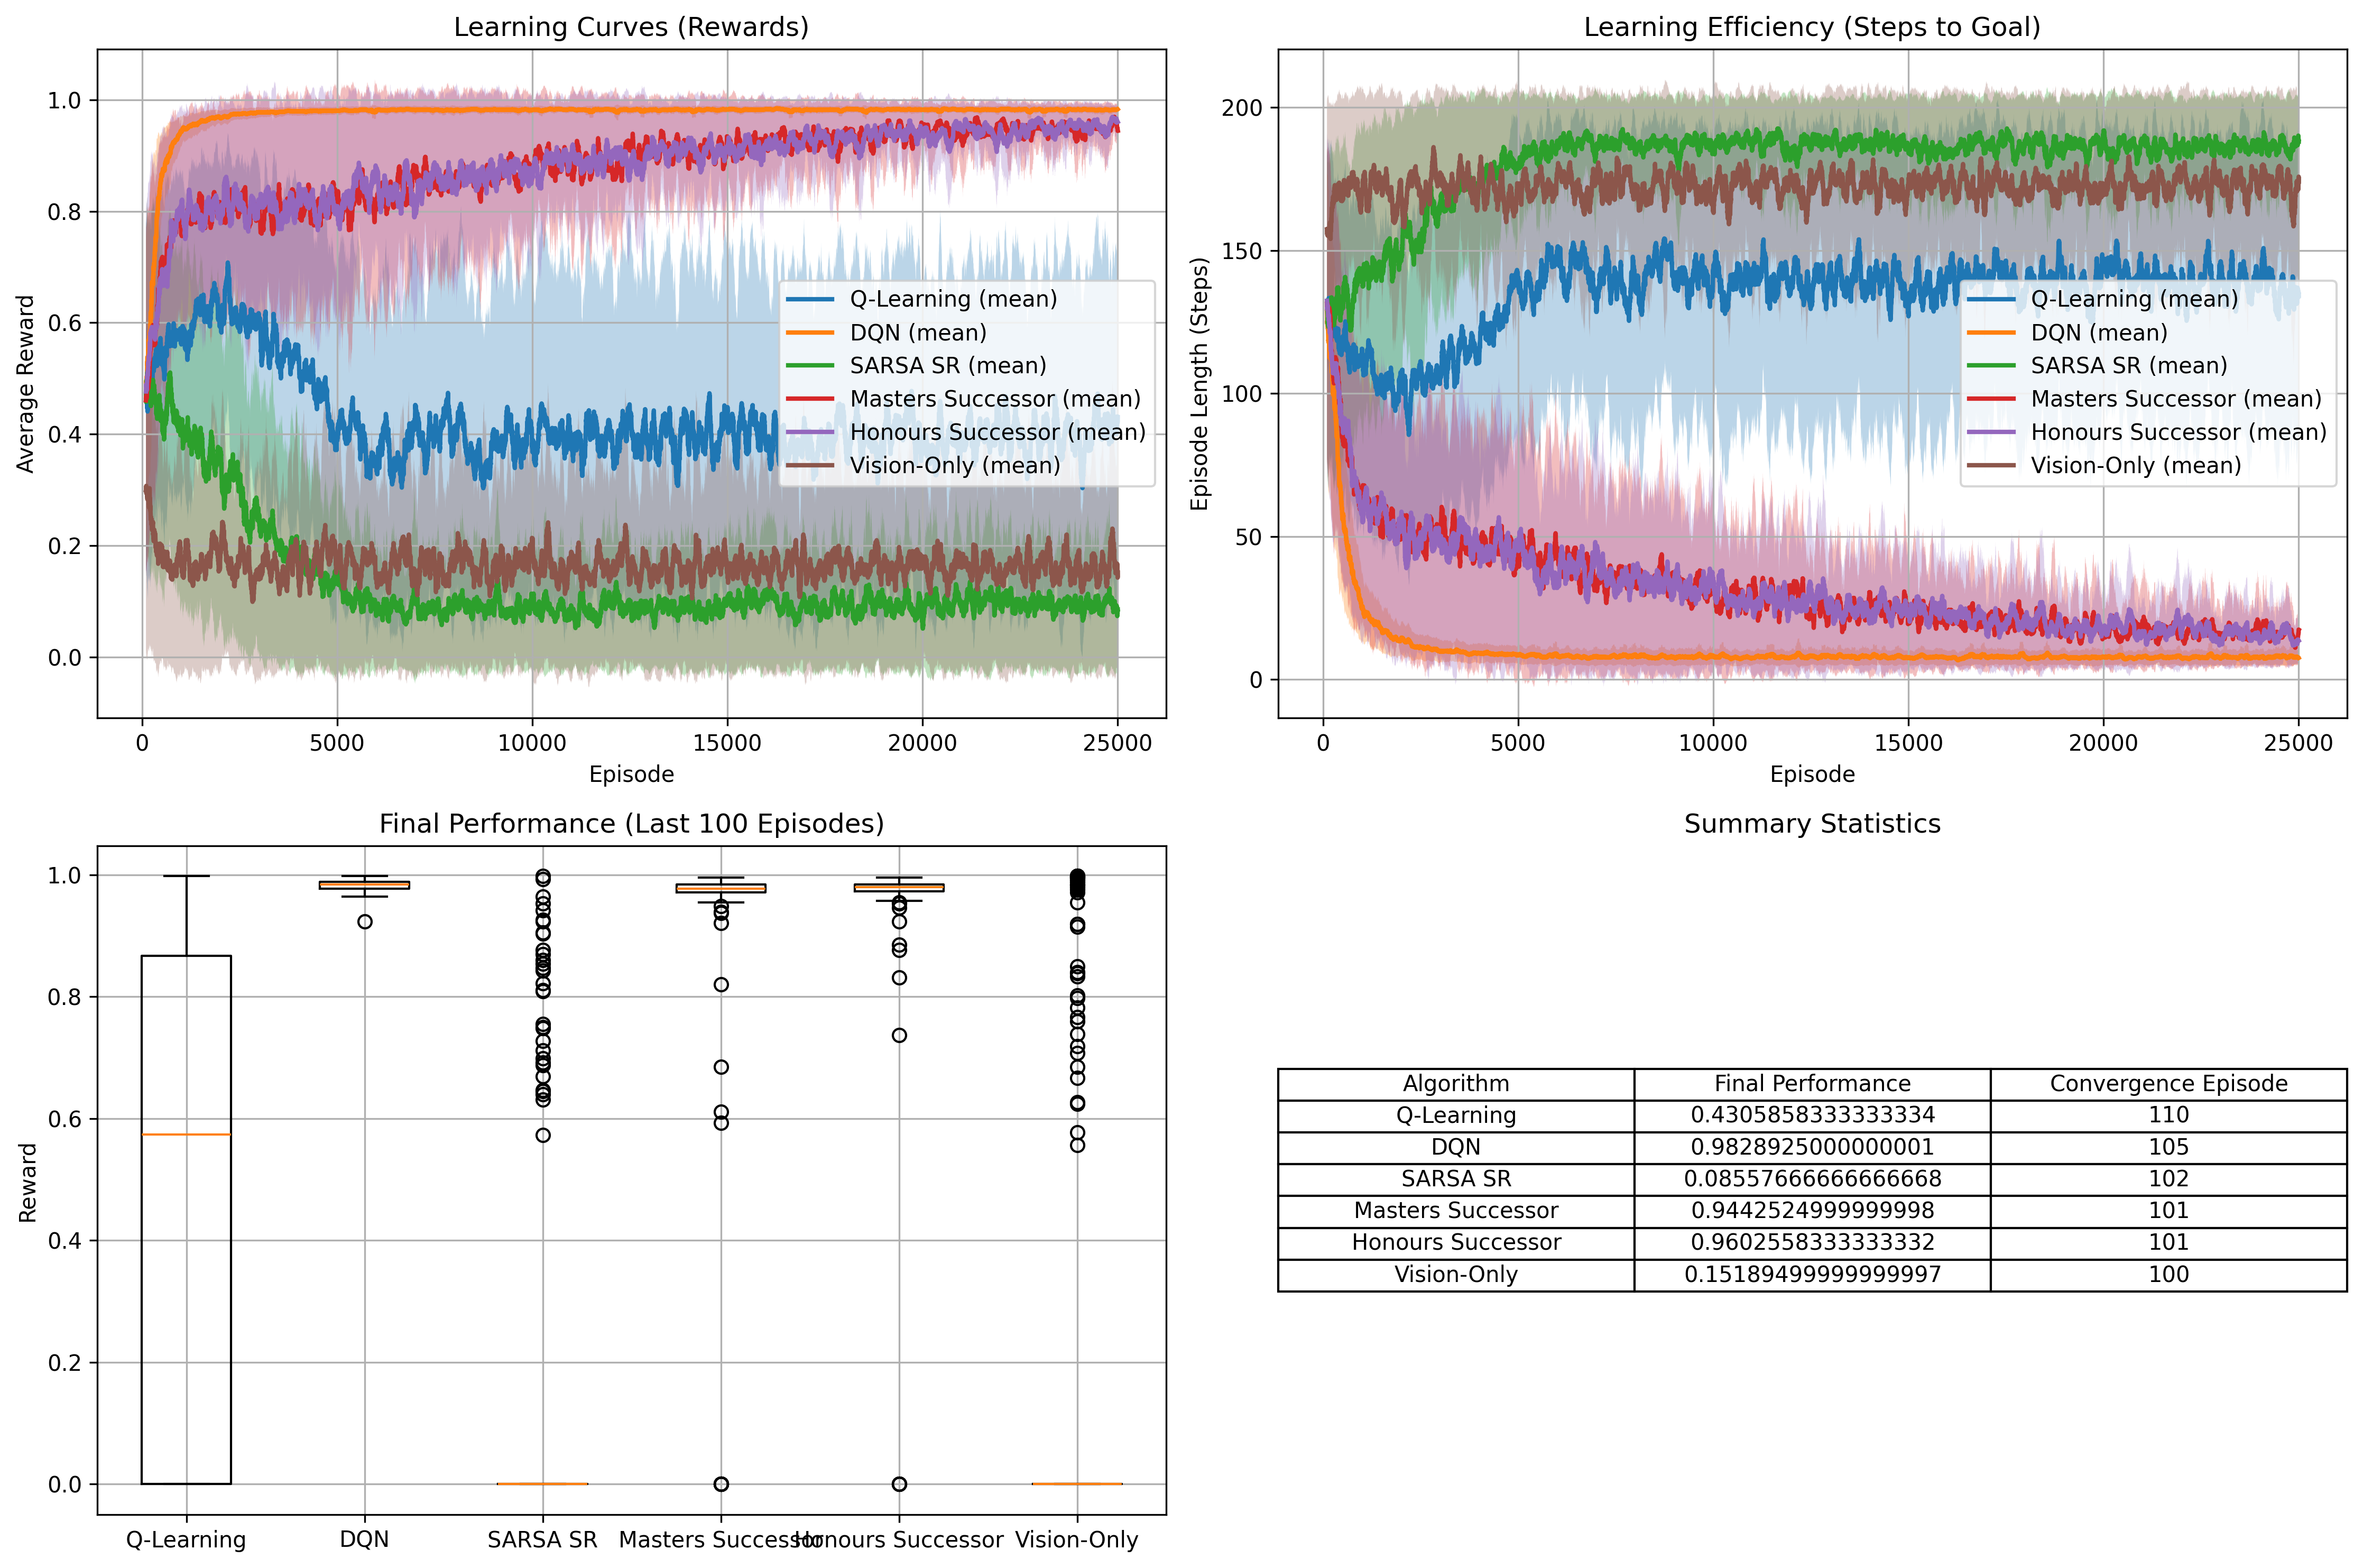 Learning Curves (Rewards)
Average Reward
1.0
0.8
0.6
0.4
0.2
0.0
0 5000 10000 15000 20000 25000
Episode
Q-Learning (mean)
DQN (mean)
SARSA SR (mean)
Masters Successor (mean)
Honours Successor (mean)
Vision-Only (mean)
Learning Efficiency (Steps to Goal)
Episode Length (Steps)
200
150
100
50
0
0 5000 10000 15000 20000 25000
Episode
Q-Learning (mean)
DQN (mean)
SARSA SR (mean)
Masters Successor (mean)
Honours Successor (mean)
Vision-Only (mean)
Final Performance (Last 100 Episodes)
Reward
1.0
0.8
0.6
0.4
0.2
0.0
Q-Learning DQN SARSA SR Masters Successor Honours Successor Vision-Only
Summary Statistics
Algorithm Final Performance Convergence Episode
Q-Learning 0.4305858333333334 110
DQN 0.9828925000000001 105
SARSA SR 0.08557666666666668 102
Masters Successor 0.9442524999999998 101
Honours Successor 0.9602558333333332 101
Vision-Only 0.15189499999999997 100